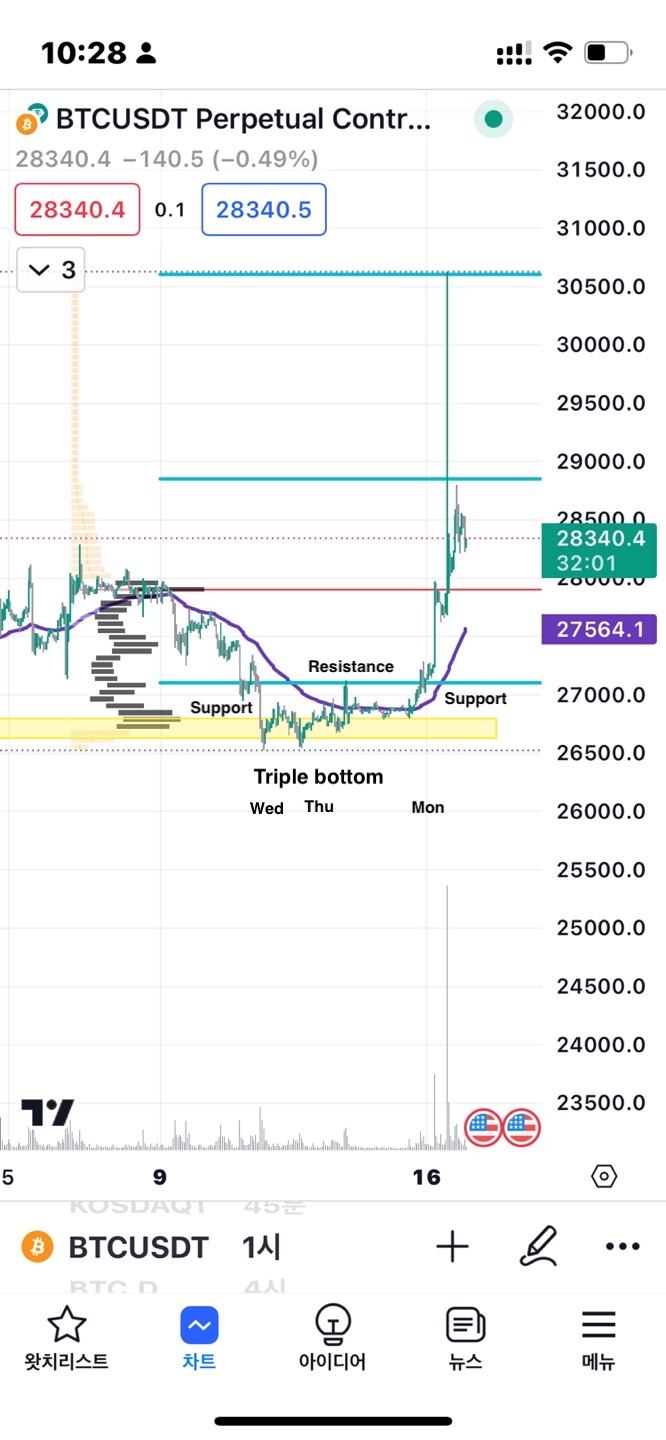 10:28
BTCUSDT Perpetual Contr...
28340.4 −140.5 (−0.49%)
28340.4 0.1 28340.5
3
32000.0
31500.0
31000.0
30500.0
30000.0
29500.0
29000.0
28500.0
28340.4
32:01
28000.0
27564.1
27000.0
26500.0
26000.0
25500.0
25000.0
24500.0
24000.0
23500.0
Resistance
Support
Support
Triple bottom
Wed Thu Mon
5 9 16
KOSDAQ1 45분
BTCUSDT 1시
BTC.D 4시
왓치리스트 차트 아이디어 뉴스 메뉴